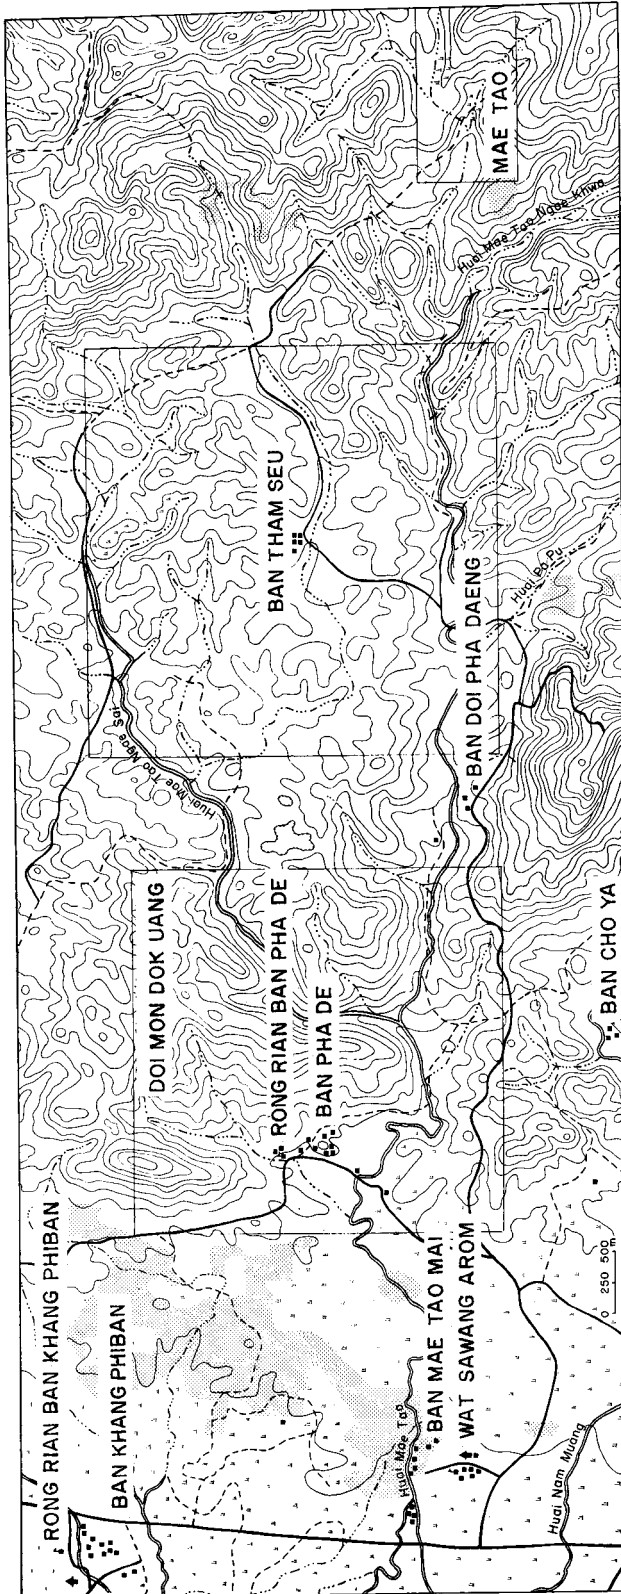 RONG RIAN BAN KHANG PHIBAN
BAN KHANG PHIBAN
DOI MON DOK UANG
RONG RIAN BAN PHA DE
BAN PHA DE
Huai Mae Tao Ngae Sai
BAN THAM SEU
MAE TAO
Huai Mae Tao Ngae Khwa
Huai Mae Tao
BAN MAE TAO MAI
WAT SAWANG AROM
BAN DOI PHA DAENG
Huai Po Pu
Huai Nam Muang
0 250 500 m
BAN CHO YA